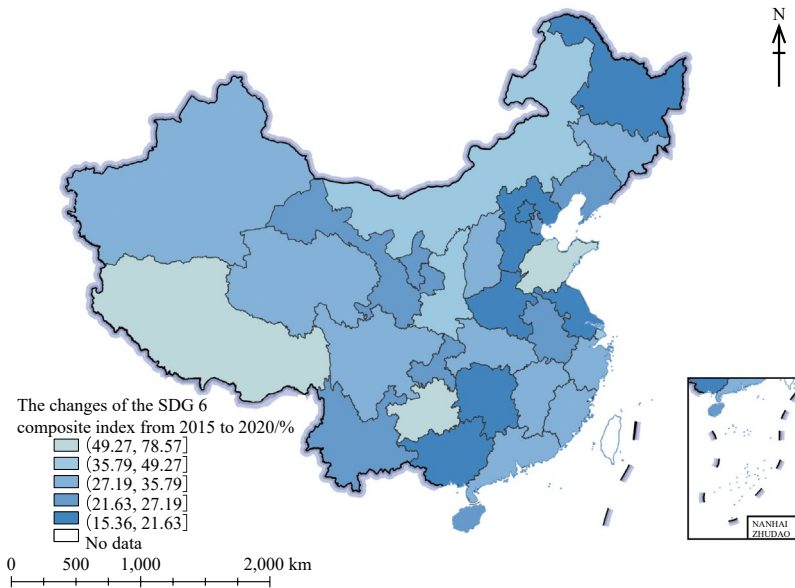 N
The changes of the SDG 6
composite index from 2015 to 2020/%
(49.27, 78.57]
(35.79, 49.27]
(27.19, 35.79]
(21.63, 27.19]
(15.36, 21.63]
No data
NANHAI
ZHUDAO
0 500 1,000 2,000 km